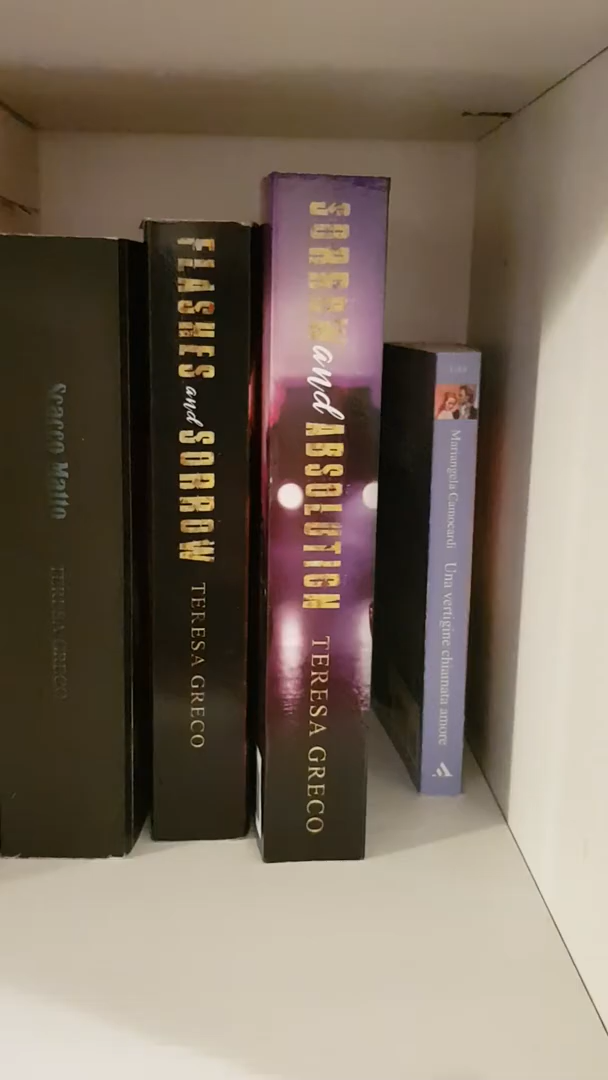 Scacco Matto TERESA GRECO
FLASHES and SORROW TERESA GRECO
SORROW and ABSOLUTION TERESA GRECO
Mariangela Camocardi Una vertigine chiamata amore